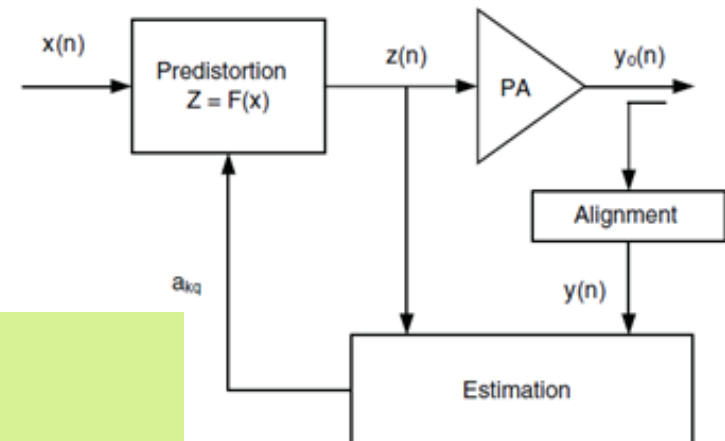 x(n)
Predistortion
Z = F(x)
z(n)
PA
y₀(n)
Alignment
a_kq
y(n)
Estimation